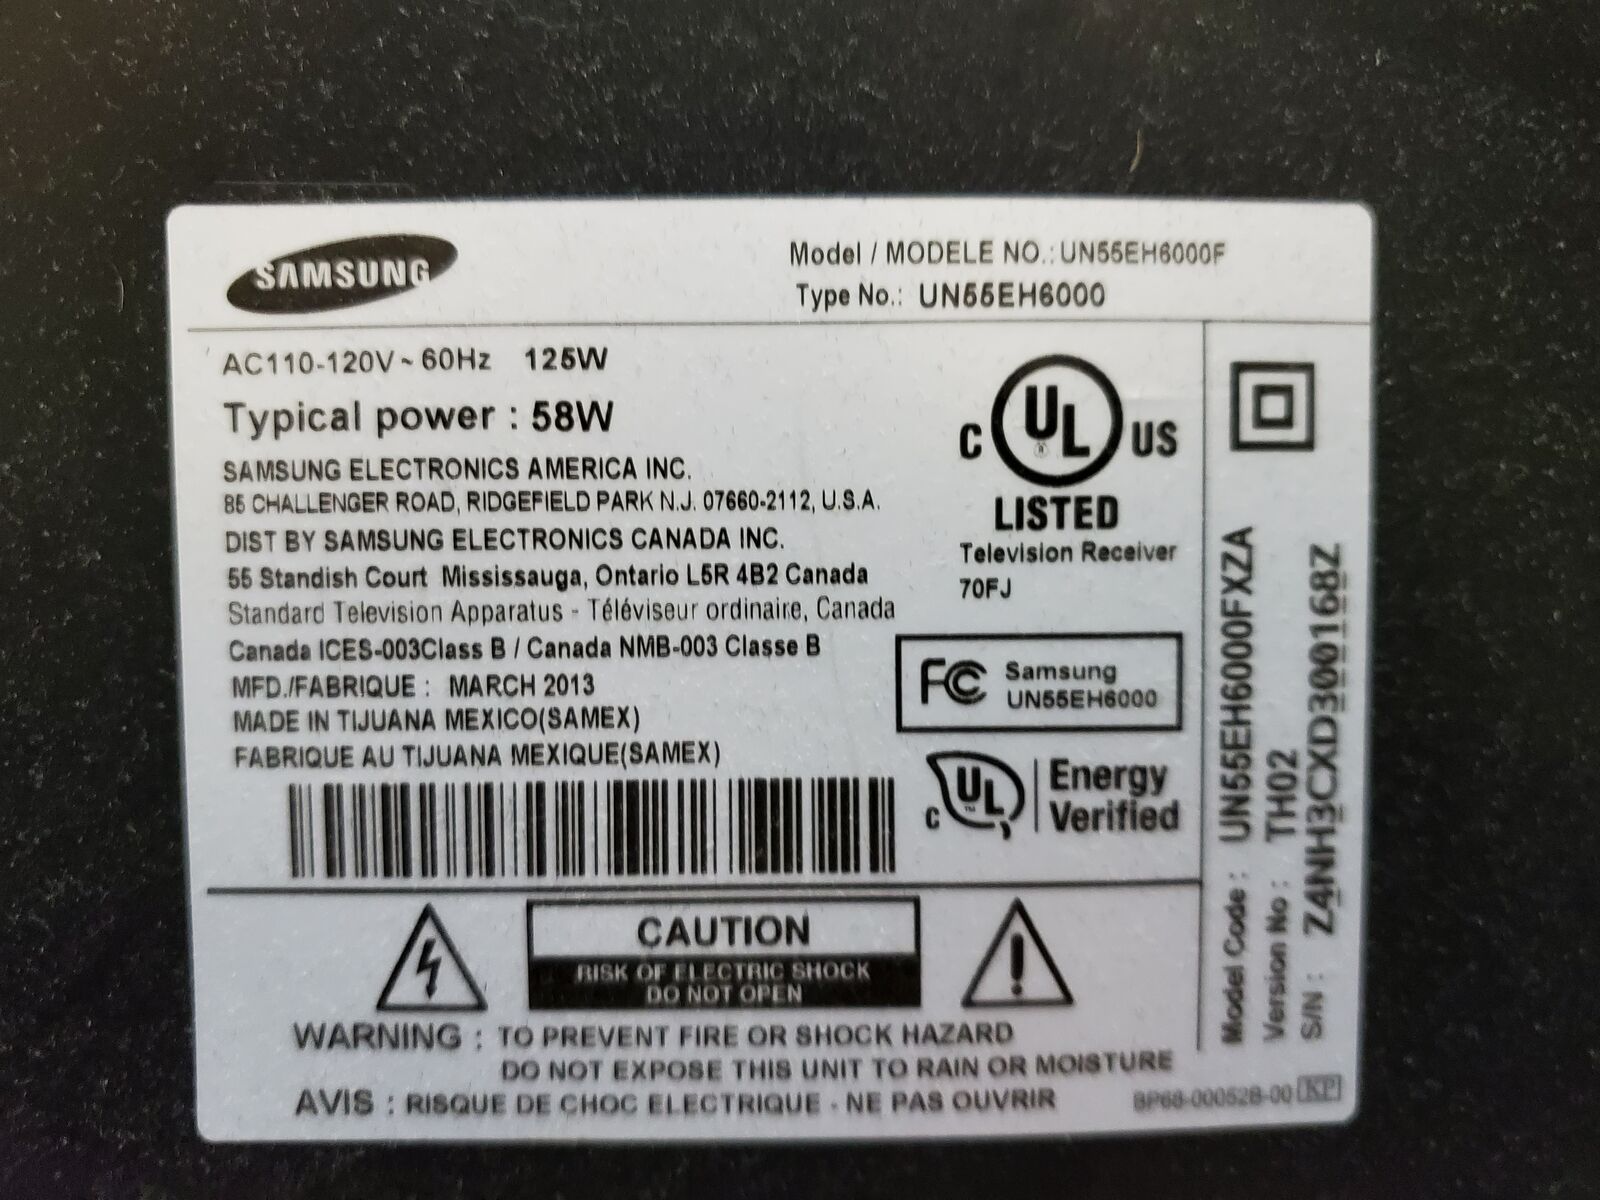 SAMSUNG
Model / MODELE NO.: UN55EH6000F
Type No.: UN55EH6000
AC110-120V ~ 60Hz 125W
Typical power : 58W
SAMSUNG ELECTRONICS AMERICA INC.
85 CHALLENGER ROAD, RIDGEFIELD PARK N.J. 07660-2112, U.S.A.
DIST BY SAMSUNG ELECTRONICS CANADA INC.
55 Standish Court Mississauga, Ontario L5R 4B2 Canada
Standard Television Apparatus - Téléviseur ordinaire, Canada
Canada ICES-003Class B / Canada NMB-003 Classe B
MFD./FABRIQUE : MARCH 2013
MADE IN TIJUANA MEXICO(SAMEX)
FABRIQUE AU TIJUANA MEXIQUE(SAMEX)
C UL® US
LISTED
Television Receiver
70FJ
FC Samsung
UN55EH6000
C UL™ Energy
Verified
CAUTION
RISK OF ELECTRIC SHOCK
DO NOT OPEN
WARNING : TO PREVENT FIRE OR SHOCK HAZARD
DO NOT EXPOSE THIS UNIT TO RAIN OR MOISTURE
AVIS : RISQUE DE CHOC ELECTRIQUE - NE PAS OUVRIR
BP68-00052B-00 KP
Model Code : UN55EH6000FXZA
Version No : TH02
S/N : Z4NH3CXD300168Z